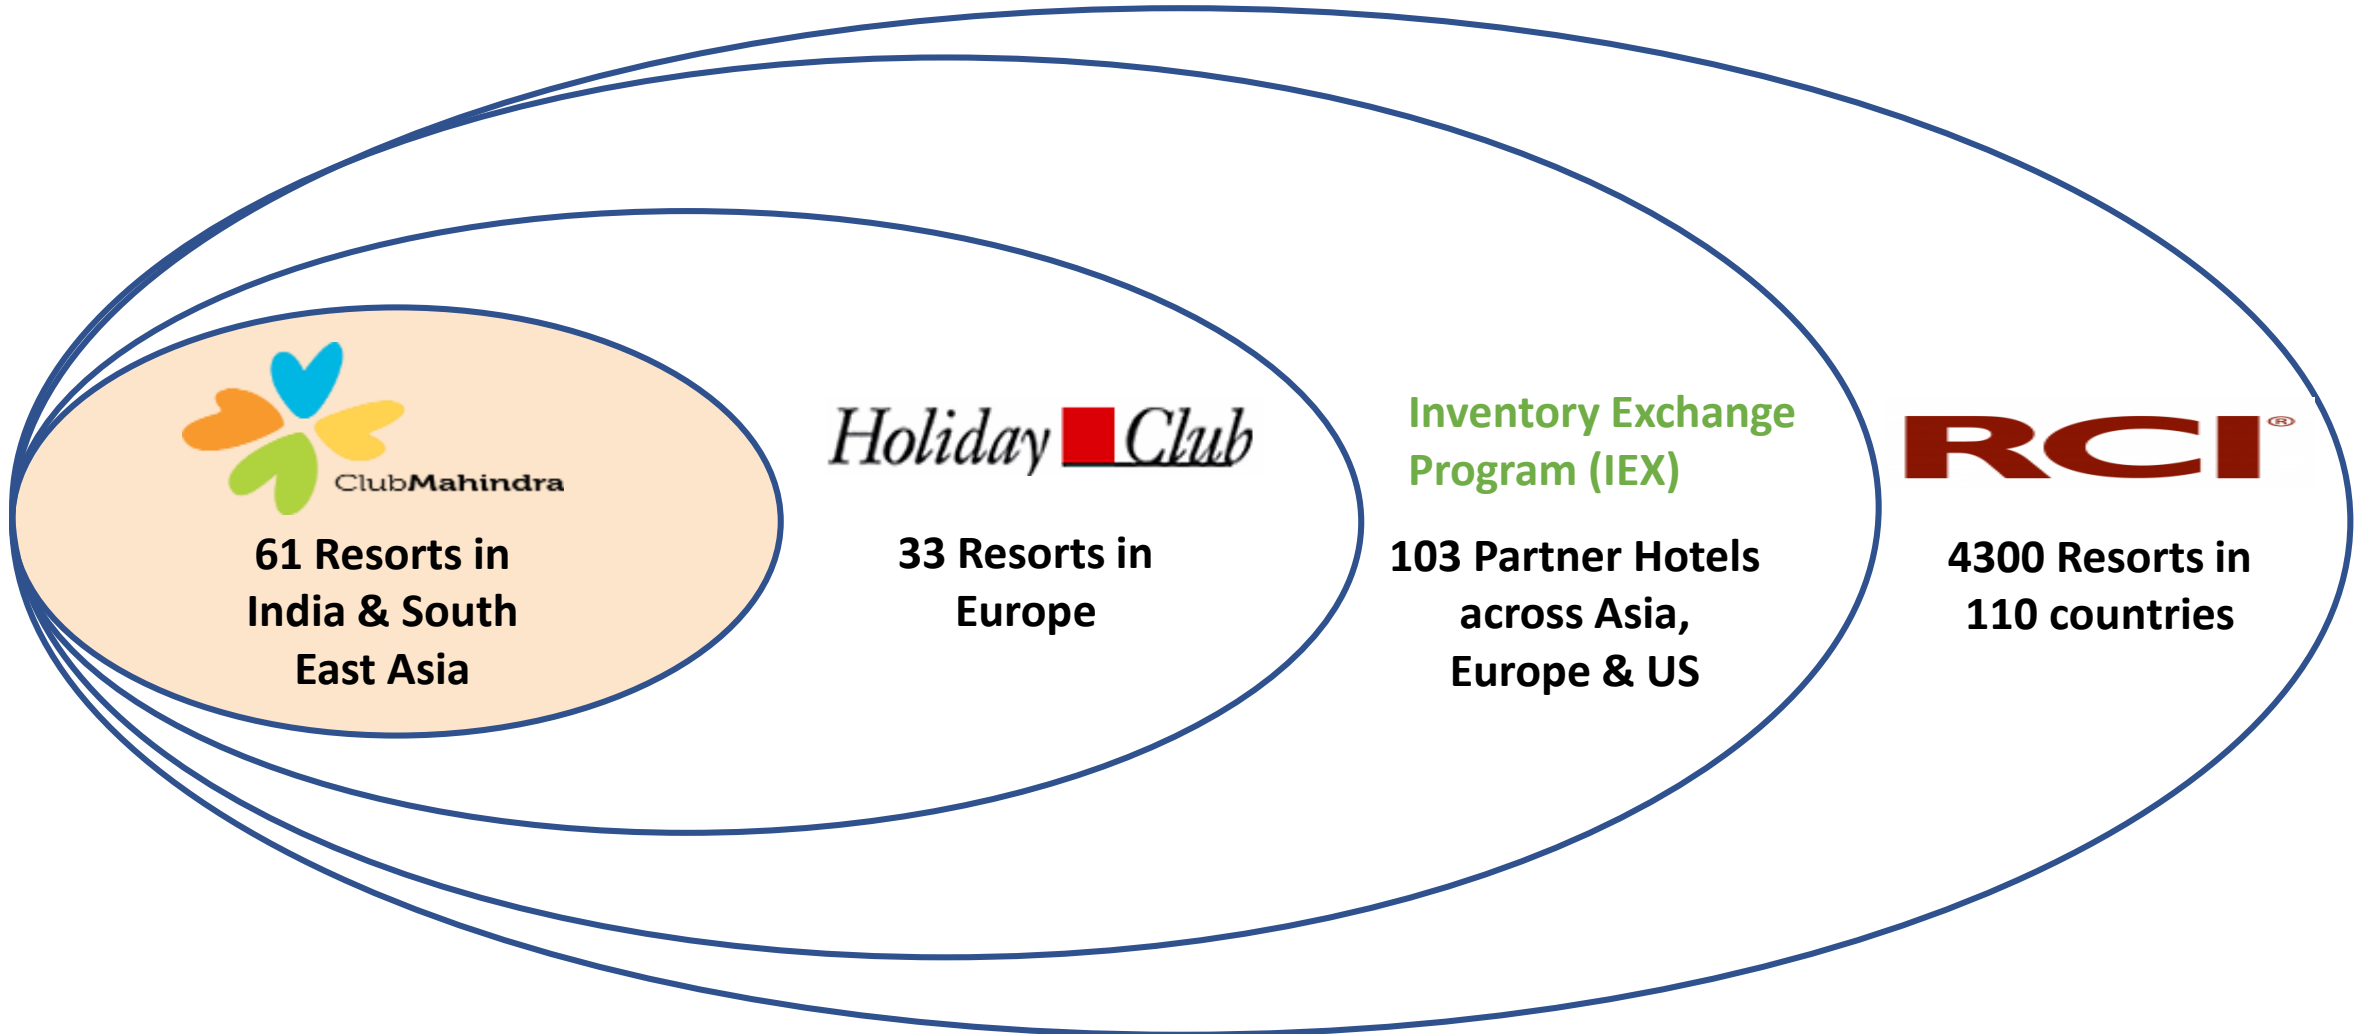 ClubMahindra
61 Resorts in
India & South
East Asia
Holiday Club
33 Resorts in
Europe
Inventory Exchange
Program (IEX)
103 Partner Hotels
across Asia,
Europe & US
RCI®
4300 Resorts in
110 countries